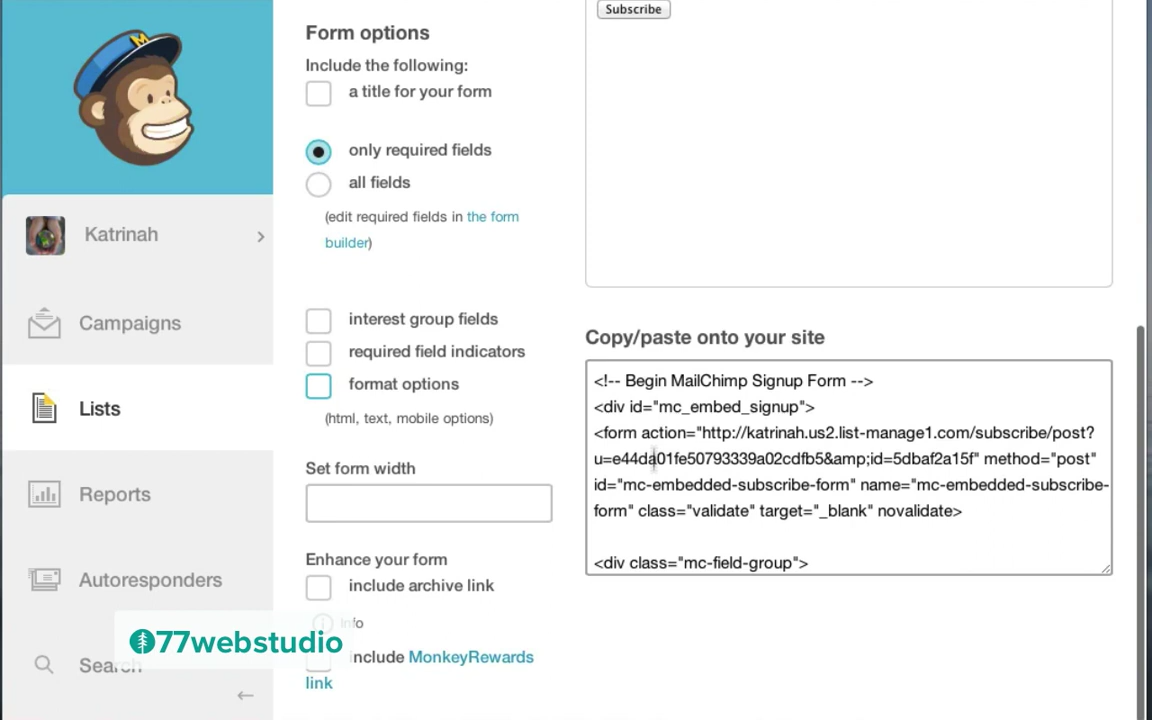 Subscribe
Form options
Include the following:
a title for your form
only required fields
all fields
(edit required fields in the form
builder)
interest group fields
required field indicators
format options
(html, text, mobile options)
Set form width
Enhance your form
include archive link
Info
include MonkeyRewards
link
Copy/paste onto your site
<!-- Begin MailChimp Signup Form -->
<div id="mc_embed_signup">
<form action="http://katrinah.us2.list-manage1.com/subscribe/post?
u=e44da01fe50793339a02cdfb5&amp;id=5dbaf2a15f" method="post"
id="mc-embedded-subscribe-form" name="mc-embedded-subscribe-
form" class="validate" target="_blank" novalidate>
<div class="mc-field-group">
M
Katrinah
Campaigns
Lists
Reports
Autoresponders
77webstudio
Search